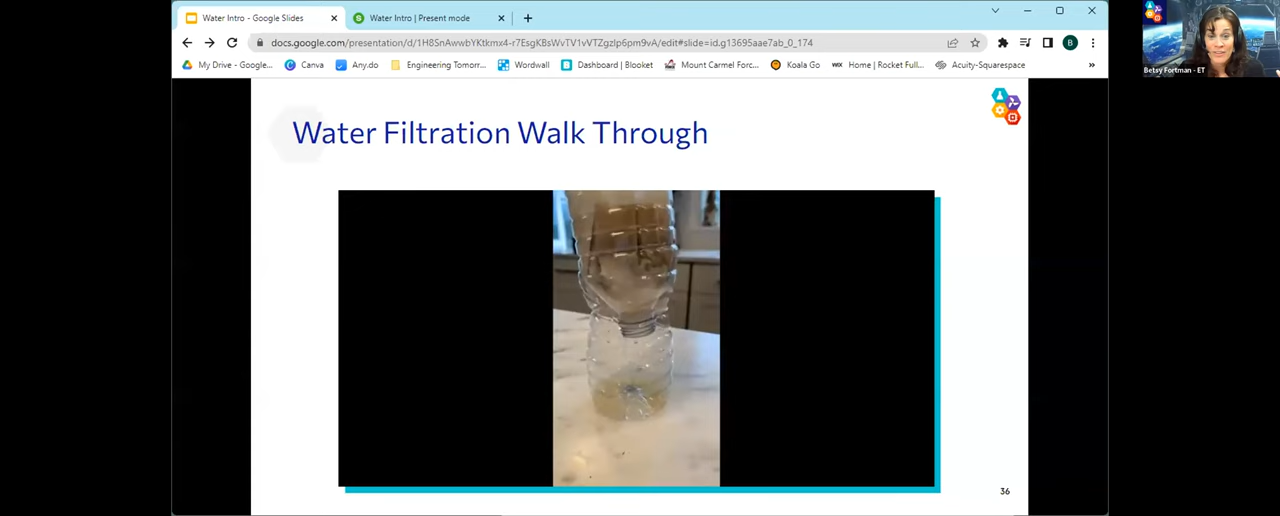 Water Intro - Google Slides
Water Intro | Present mode
docs.google.com/presentation/d/1H8SnAwwbYKtkmx4-r7EsgKBsWvTV1vVTZgzlp6pm9vA/edit#slide=id.g13695aae7ab_0_174
B
My Drive - Google...
Canva
Any.do
Engineering Tomorr...
Wordwall
Dashboard | Blooket
Mount Carmel Forc...
Koala Go
WIX
Home | Rocket Full...
Acuity-Squarespace
»
Water Filtration Walk Through
36
Betsy Fortman - ET